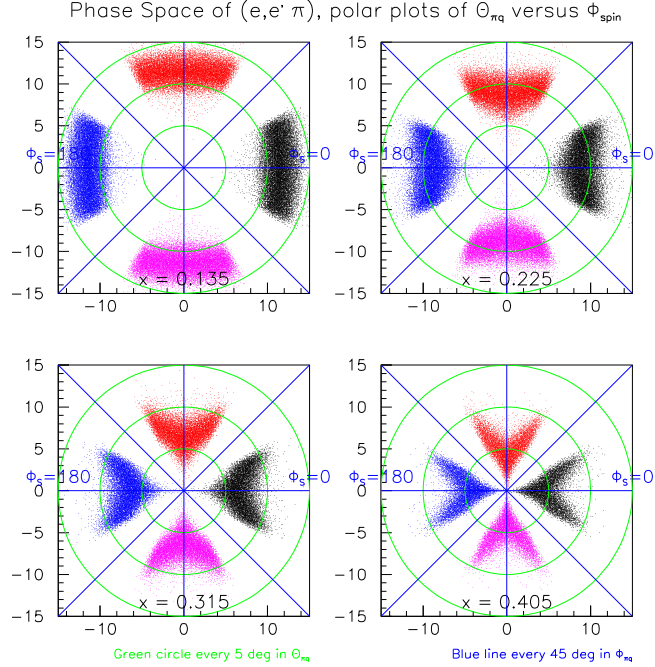 Phase Space of (e,e' π), polar plots of Θπq versus Φspin
15
10
5
0
−5
−10
−15
Φs=180
Φs=0
x = 0.135
−10 0 10
15
10
5
0
−5
−10
−15
Φs=180
Φs=0
x = 0.225
−10 0 10
15
10
5
0
−5
−10
−15
Φs=180
Φs=0
x = 0.315
−10 0 10
15
10
5
0
−5
−10
−15
Φs=180
Φs=0
x = 0.405
−10 0 10
Green circle every 5 deg in Θπq
Blue line every 45 deg in Φπq